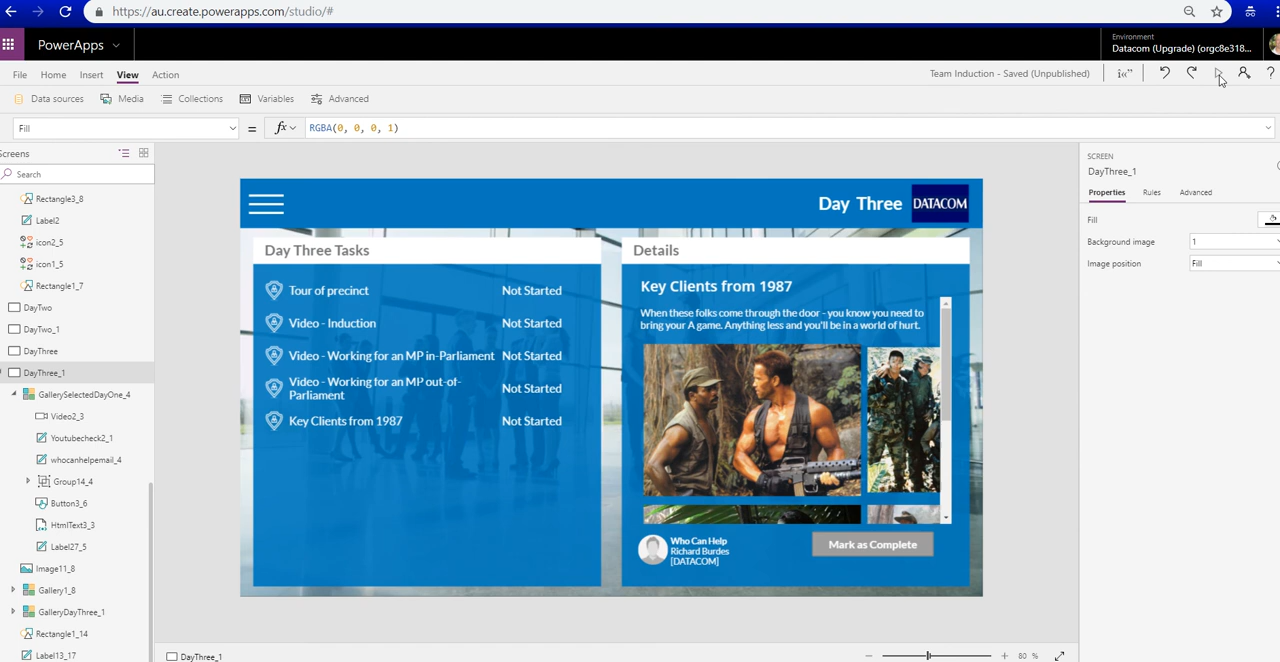 https://au.create.powerapps.com/studio/#
PowerApps
Environment
Datacom (Upgrade) (orgc8e318...
File Home Insert View Action
Team Induction - Saved (Unpublished)
Data sources Media Collections Variables Advanced
Fill = fx RGBA(0, 0, 0, 1)
Screens
Search
Rectangle3_8
Label2
icon2_5
icon1_5
Rectangle1_7
DayTwo
DayTwo_1
DayThree
DayThree_1
GallerySelectedDayOne_4
Video2_3
Youtubecheck2_1
whocanhelpemail_4
Group14_4
Button3_6
HtmlText3_3
Label27_5
Image11_8
Gallery1_8
GalleryDayThree_1
Rectangle1_14
Label13_17
Day Three DATACOM
Day Three Tasks
Tour of precinct Not Started
Video - Induction Not Started
Video - Working for an MP in-Parliament Not Started
Video - Working for an MP out-of-
Parliament Not Started
Key Clients from 1987 Not Started
Details
Key Clients from 1987
When these folks come through the door - you know you need to
bring your A game. Anything less and you'll be in a world of hurt.
Who Can Help
Richard Burdes
[DATACOM]
Mark as Complete
DayThree_1
80 %
SCREEN
DayThree_1
Properties Rules Advanced
Fill
Background image 1
Image position Fill